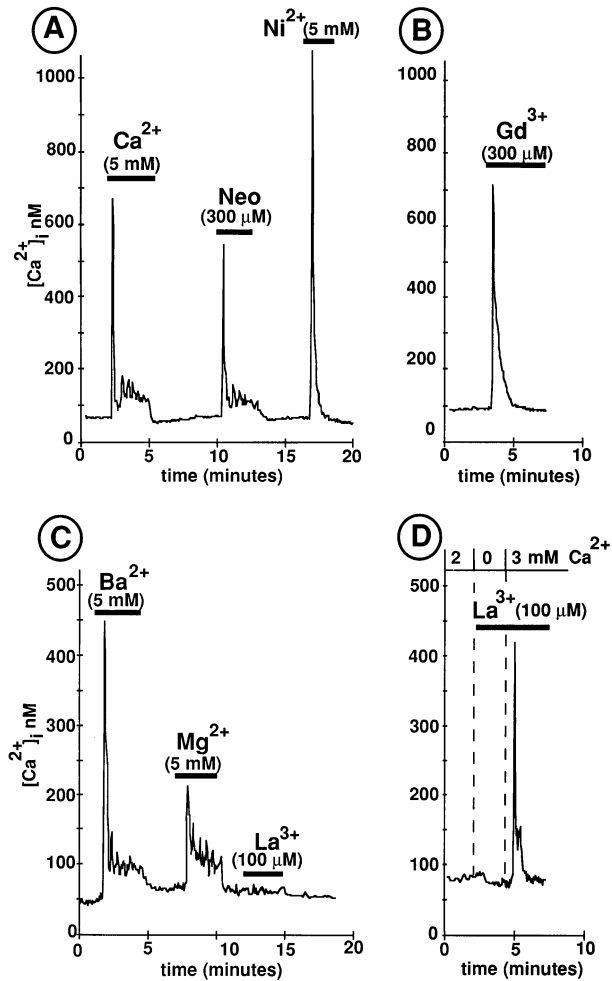 A
Ni2+ (5 mM)
1000
Ca2+
(5 mM)
800
Neo
(300 µM)
600
[Ca2+]i nM
400
200
0
0 5 10 15 20
time (minutes)
B
1000
Gd3+
(300 µM)
800
600
400
200
0
0 5 10
time (minutes)
C
500
Ba2+
(5 mM)
400
300
[Ca2+]i nM
Mg2+
(5 mM)
200
La3+
(100 µM)
100
0
0 5 10 15 20
time (minutes)
D
2 0 3 mM Ca2+
500
La3+ (100 µM)
400
300
200
100
0
0 5 10
time (minutes)